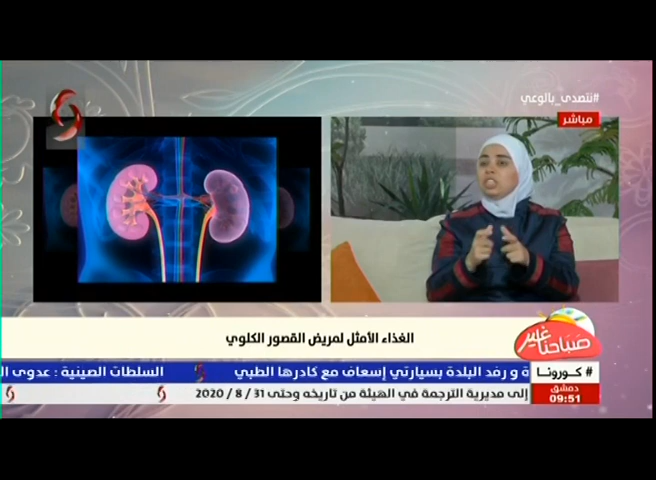 #نتصدى_بالوعي
مباشر
الغذاء الأمثل لمريض القصور الكلوي
صباحنا غير
# كورونا
ة و رفد البلدة بسيارتي إسعاف مع كادرها الطبي
السلطات الصينية : عدوى ال
دمشق
09:51
إلى مديرية الترجمة في الهيئة من تاريخه وحتى 31 / 8 / 2020